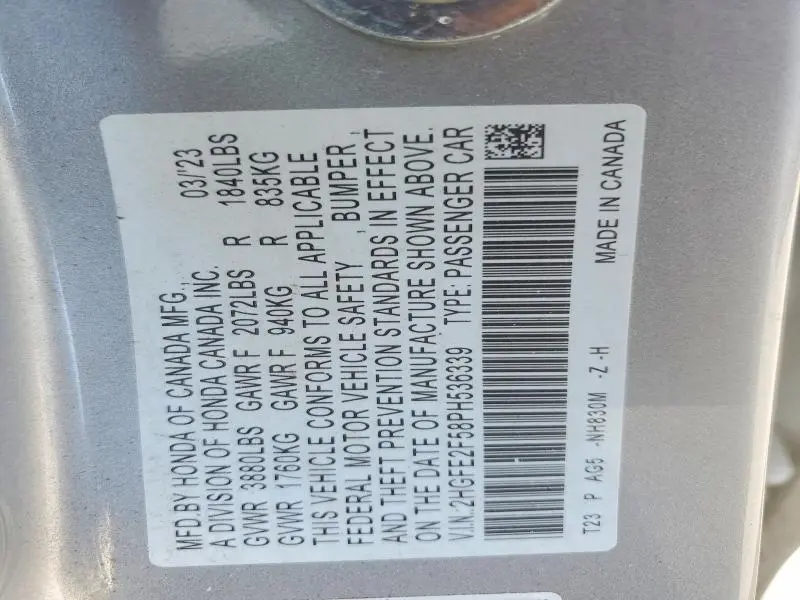 MFD.BY HONDA OF CANADA MFG., 03/'23
A DIVISION OF HONDA CANADA INC.
GVWR 3880LBS GAWR F 2072LBS R 1840LBS
GVWR 1760KG GAWR F 940KG R 835KG
THIS VEHICLE CONFORMS TO ALL APPLICABLE
FEDERAL MOTOR VEHICLE SAFETY , BUMPER ,
AND THEFT PREVENTION STANDARDS IN EFFECT
ON THE DATE OF MANUFACTURE SHOWN ABOVE.
V.I.N:2HGFE2F58PH536339 TYPE: PASSENGER CAR
T23 P AG5 -NH830M -Z -H MADE IN CANADA